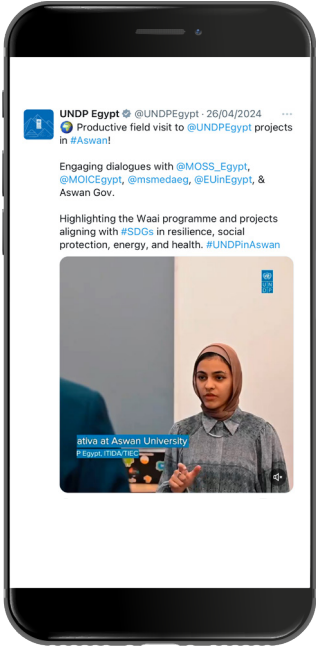 UNDP Egypt @UNDPEgypt · 26/04/2024
🌍 Productive field visit to @UNDPEgypt projects
in #Aswan!
Engaging dialogues with @MOSS_Egypt,
@MOICEgypt, @msmedaeg, @EUinEgypt, &
Aswan Gov.
Highlighting the Waai programme and projects
aligning with #SDGs in resilience, social
protection, energy, and health. #UNDPinAswan
UN
DP
ativa at Aswan University
P Egypt, ITIDA/TIEC